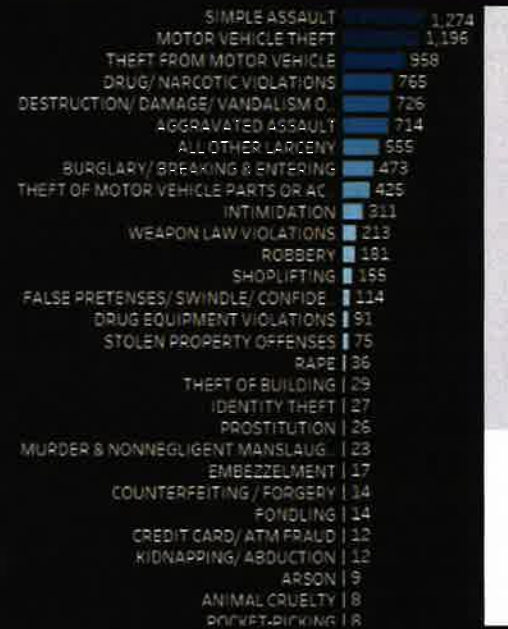 SIMPLE ASSAULT 1,274
MOTOR VEHICLE THEFT 1,196
THEFT FROM MOTOR VEHICLE 958
DRUG/ NARCOTIC VIOLATIONS 765
DESTRUCTION/ DAMAGE/ VANDALISM O.. 726
AGGRAVATED ASSAULT 714
ALL OTHER LARCENY 555
BURGLARY/ BREAKING & ENTERING 473
THEFT OF MOTOR VEHICLE PARTS OR AC.. 425
INTIMIDATION 311
WEAPON LAW VIOLATIONS 213
ROBBERY 181
SHOPLIFTING 155
FALSE PRETENSES/ SWINDLE/ CONFIDE.. 114
DRUG EQUIPMENT VIOLATIONS 91
STOLEN PROPERTY OFFENSES 75
RAPE 36
THEFT OF BUILDING 29
IDENTITY THEFT 27
PROSTITUTION 26
MURDER & NONNEGLIGENT MANSLAUG.. 23
EMBEZZELMENT 17
COUNTERFEITING / FORGERY 14
FONDLING 14
CREDIT CARD/ ATM FRAUD 12
KIDNAPPING/ ABDUCTION 12
ARSON 9
ANIMAL CRUELTY 8
POCKET-PICKING 8